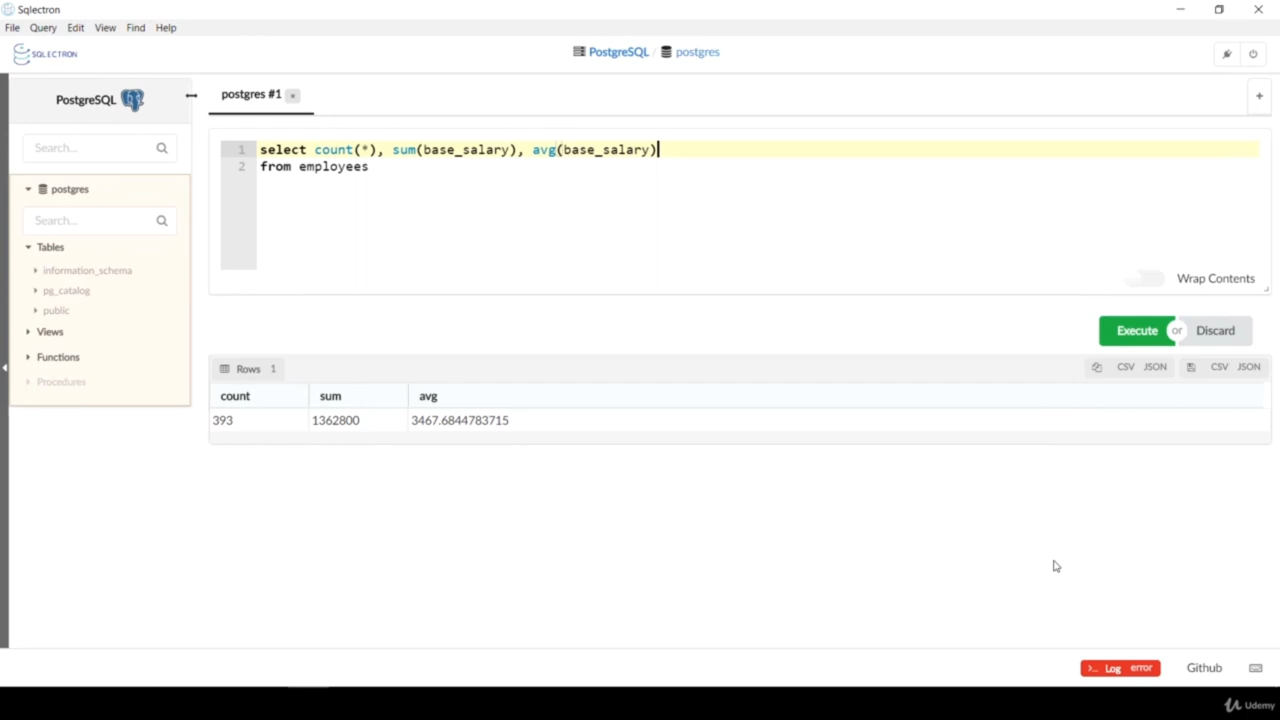 Sqlectron
File Query Edit View Find Help
SQLECTRON
PostgreSQL / postgres
PostgreSQL
postgres #1
Search...
1 select count(*), sum(base_salary), avg(base_salary)
2 from employees
postgres
Search...
Tables
information_schema
pg_catalog
public
Views
Functions
Procedures
Wrap Contents
Execute or Discard
Rows 1
CSV JSON CSV JSON
count sum avg
393 1362800 3467.6844783715
>_ Log error Github
Udemy